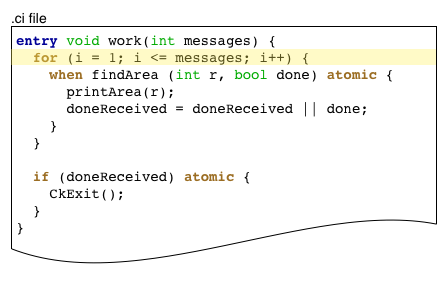 .ci file
entry void work(int messages) {
  for (i = 1; i <= messages; i++) {
    when findArea (int r, bool done) atomic {
      printArea(r);
      doneReceived = doneReceived || done;
    }
  }

  if (doneReceived) atomic {
    CkExit();
  }
}